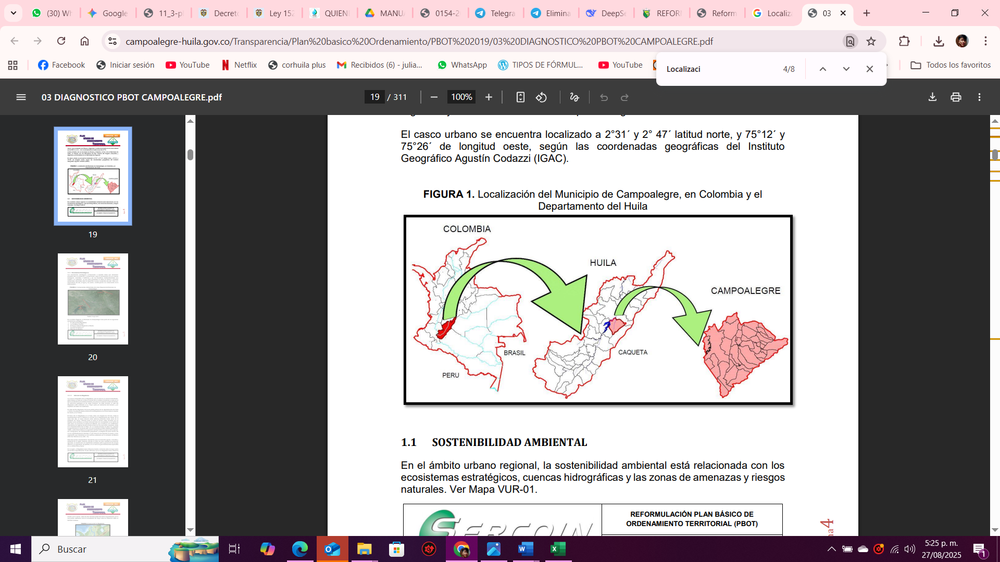 (30) Wh
Google
11_3-p
Decret
Ley 152
QUIEN
MANU
0154-2
Telegra
Elimina
DeepSe
REFOR
Reform
Localiz
03
campoalegre-huila.gov.co/Transparencia/Plan%20basico%20Ordenamiento/PBOT%202019/03%20DIAGNOSTICO%20PBOT%20CAMPOALEGRE.pdf
Facebook
Iniciar sesión
YouTube
Netflix
corhuila plus
Recibidos (6) - julia...
WhatsApp
TIPOS DE FÓRMUL...
YouTube
Todos los favoritos
Localizaci
4/8
03 DIAGNOSTICO PBOT CAMPOALEGRE.pdf
19 / 311
100%
19
20
21
El casco urbano se encuentra localizado a 2°31´ y 2° 47´ latitud norte, y 75°12´ y
75°26´ de longitud oeste, según las coordenadas geográficas del Instituto
Geográfico Agustín Codazzi (IGAC).
FIGURA 1. Localización del Municipio de Campoalegre, en Colombia y el
Departamento del Huila
COLOMBIA
HUILA
CAMPOALEGRE
BRASIL
CAQUETA
PERU
1.1 SOSTENIBILIDAD AMBIENTAL
En el ámbito urbano regional, la sostenibilidad ambiental está relacionada con los
ecosistemas estratégicos, cuencas hidrográficas y las zonas de amenazas y riesgos
naturales. Ver Mapa VUR-01.
SERCOIN
REFORMULACIÓN PLAN BÁSICO DE
ORDENAMIENTO TERRITORIAL (PBOT)
4
Buscar
5:25 p. m.
27/08/2025
1